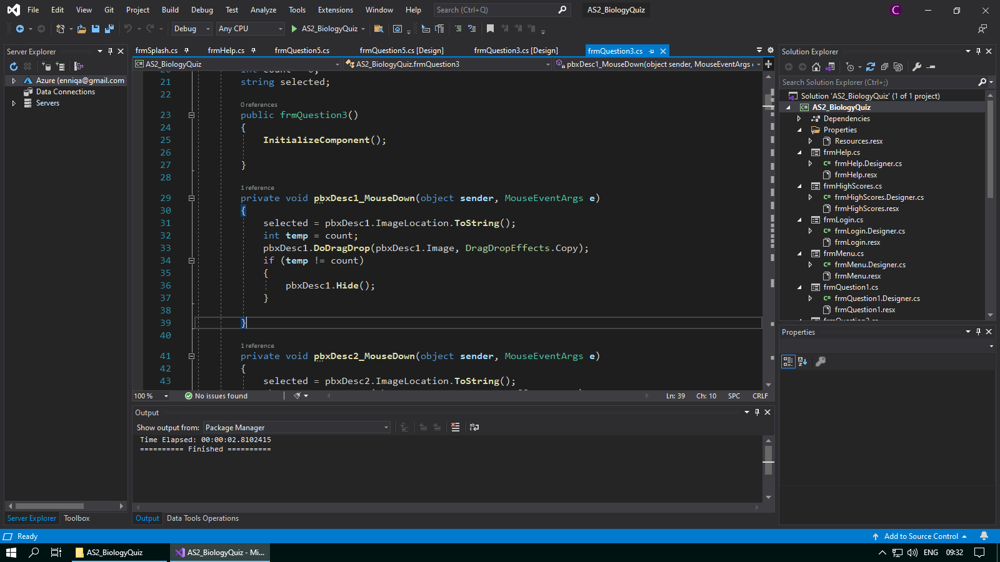 File Edit View Git Project Build Debug Test Analyze Tools Extensions Window Help Search (Ctrl+Q) AS2_BiologyQuiz C
Debug Any CPU AS2_BiologyQuiz
Server Explorer
Azure (enniqa@gmail.com
Data Connections
Servers
Server Explorer Toolbox
frmSplash.cs frmHelp.cs frmQuestion5.cs frmQuestion5.cs [Design] frmQuestion3.cs [Design] frmQuestion3.cs
C# AS2_BiologyQuiz AS2_BiologyQuiz.frmQuestion3 pbxDesc1_MouseDown(object sender, MouseEventArgs e
21 string selected;
22
0 references
23 public frmQuestion3()
24 {
25 InitializeComponent();
26
27 }
28
1 reference
29 private void pbxDesc1_MouseDown(object sender, MouseEventArgs e)
30 {
31 selected = pbxDesc1.ImageLocation.ToString();
32 int temp = count;
33 pbxDesc1.DoDragDrop(pbxDesc1.Image, DragDropEffects.Copy);
34 if (temp != count)
35 {
36 pbxDesc1.Hide();
37 }
38
39 }
40
1 reference
41 private void pbxDesc2_MouseDown(object sender, MouseEventArgs e)
42 {
43 selected = pbxDesc2.ImageLocation.ToString();
100 % No issues found Ln: 39 Ch: 10 SPC CRLF
Output
Show output from: Package Manager
Time Elapsed: 00:00:02.8102415
========== Finished ==========
Output Data Tools Operations
Solution Explorer
Search Solution Explorer (Ctrl+;)
Solution 'AS2_BiologyQuiz' (1 of 1 project)
C# AS2_BiologyQuiz
Dependencies
Properties
Resources.resx
frmHelp.cs
C# frmHelp.Designer.cs
frmHelp.resx
frmHighScores.cs
C# frmHighScores.Designer.cs
frmHighScores.resx
frmLogin.cs
C# frmLogin.Designer.cs
frmLogin.resx
frmMenu.cs
C# frmMenu.Designer.cs
frmMenu.resx
frmQuestion1.cs
C# frmQuestion1.Designer.cs
frmQuestion1.resx
Properties
Ready Add to Source Control
AS2_BiologyQuiz AS2_BiologyQuiz - Mi... ENG 09:32